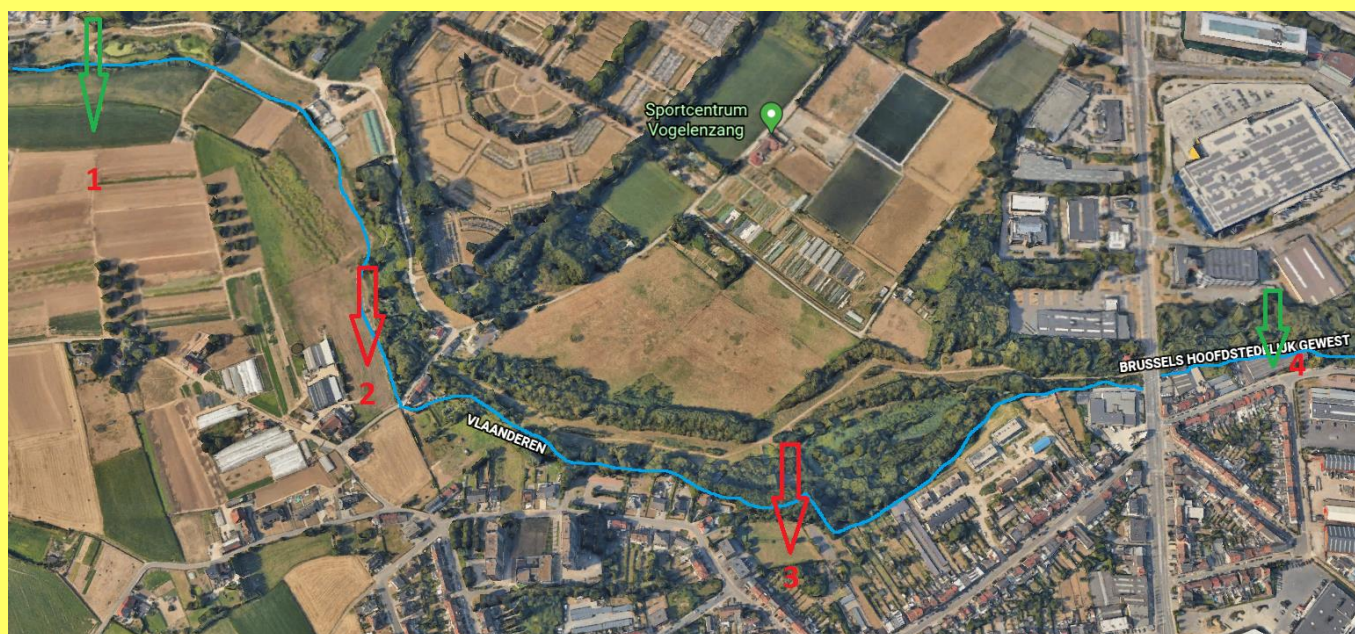 Sportcentrum
Vogelenzang
1
BRUSSELS HOOFDSTEDELIJK GEWEST
4
2
VLAANDEREN
3